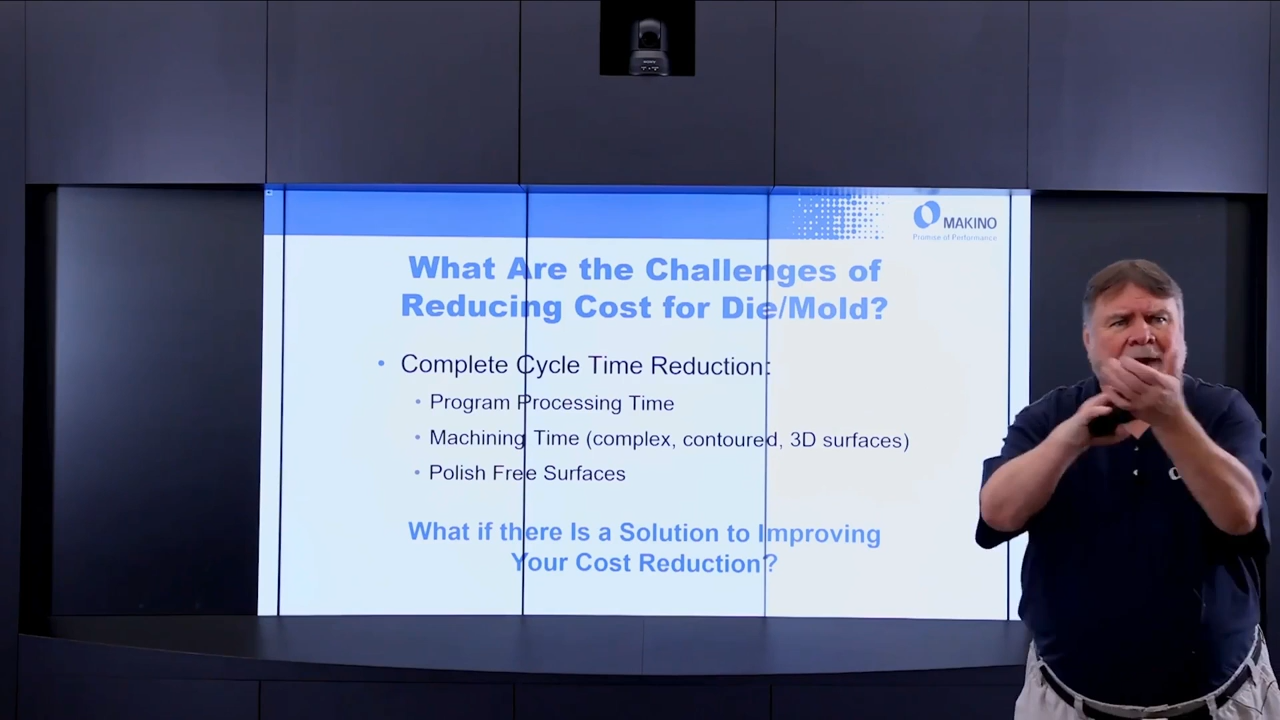 MAKINO
Promise of Performance
What Are the Challenges of
Reducing Cost for Die/Mold?
• Complete Cycle Time Reduction:
• Program Processing Time
• Machining Time (complex, contoured, 3D surfaces)
• Polish Free Surfaces
What if there Is a Solution to Improving
Your Cost Reduction?